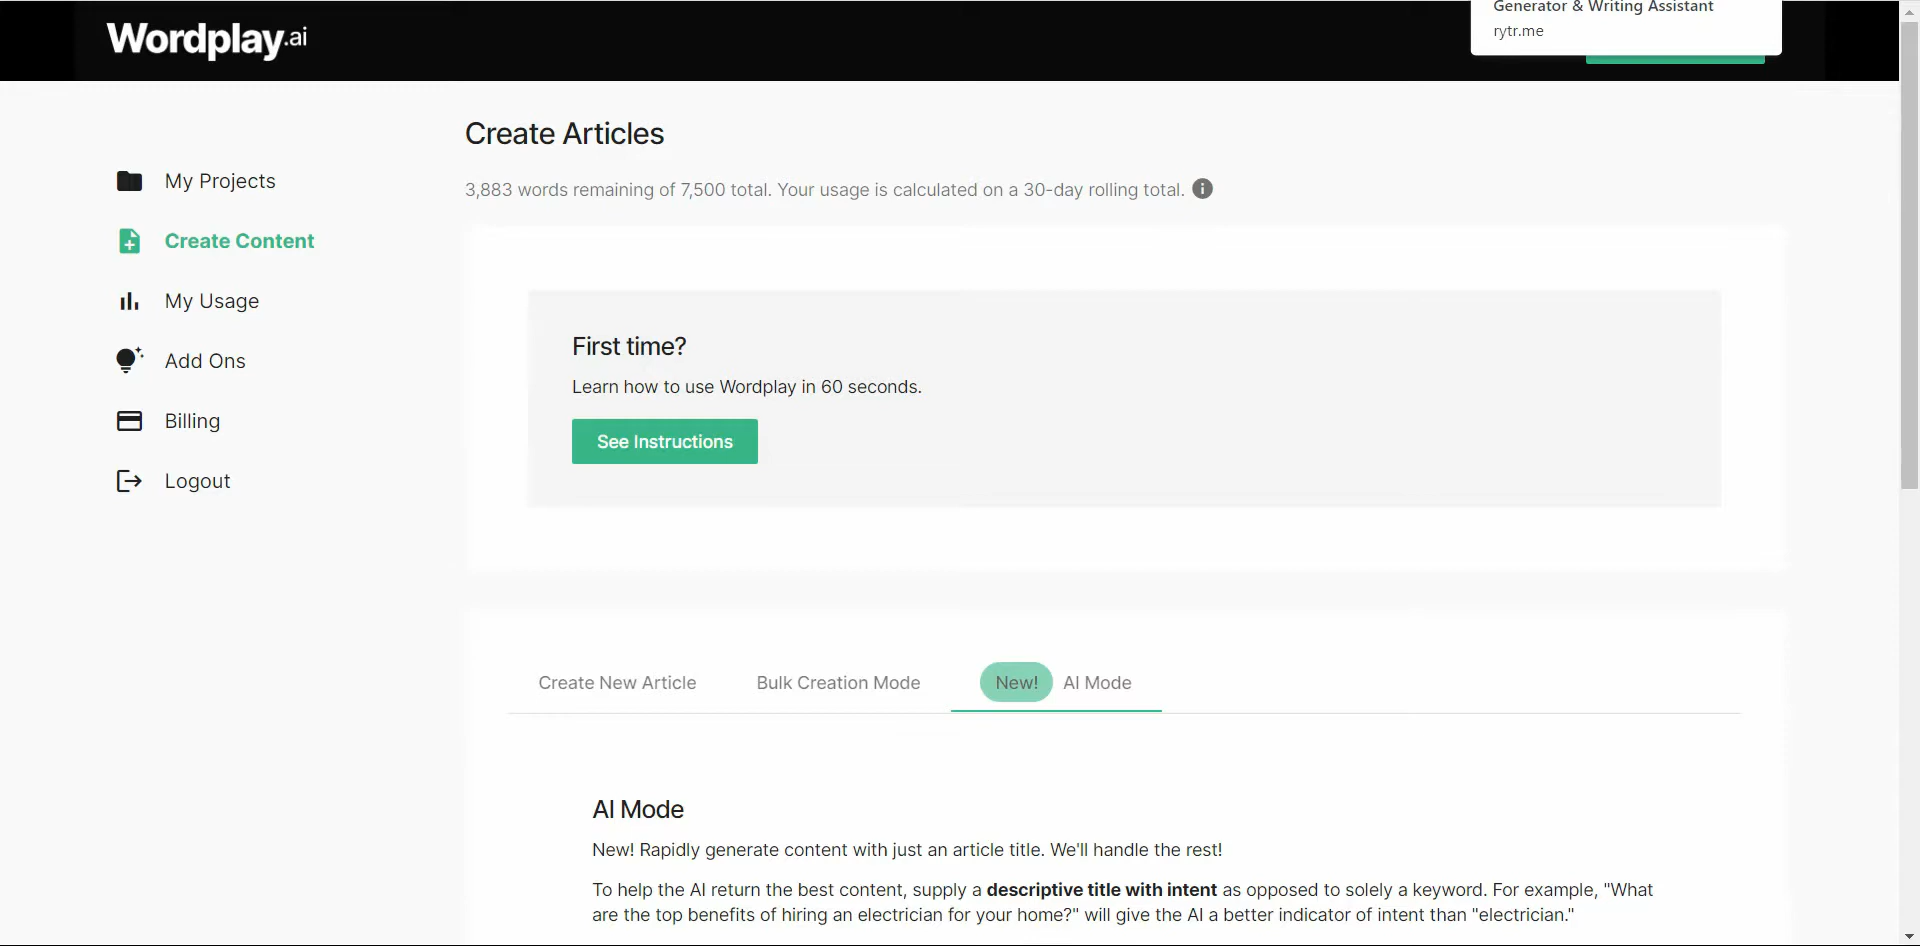 Wordplay.ai
Generator & Writing Assistant
rytr.me
Create Articles
3,883 words remaining of 7,500 total. Your usage is calculated on a 30-day rolling total.
My Projects
Create Content
My Usage
Add Ons
Billing
Logout
First time?
Learn how to use Wordplay in 60 seconds.
See Instructions
Create New Article Bulk Creation Mode New! AI Mode
AI Mode
New! Rapidly generate content with just an article title. We'll handle the rest!
To help the AI return the best content, supply a descriptive title with intent as opposed to solely a keyword. For example, "What
are the top benefits of hiring an electrician for your home?" will give the AI a better indicator of intent than "electrician."